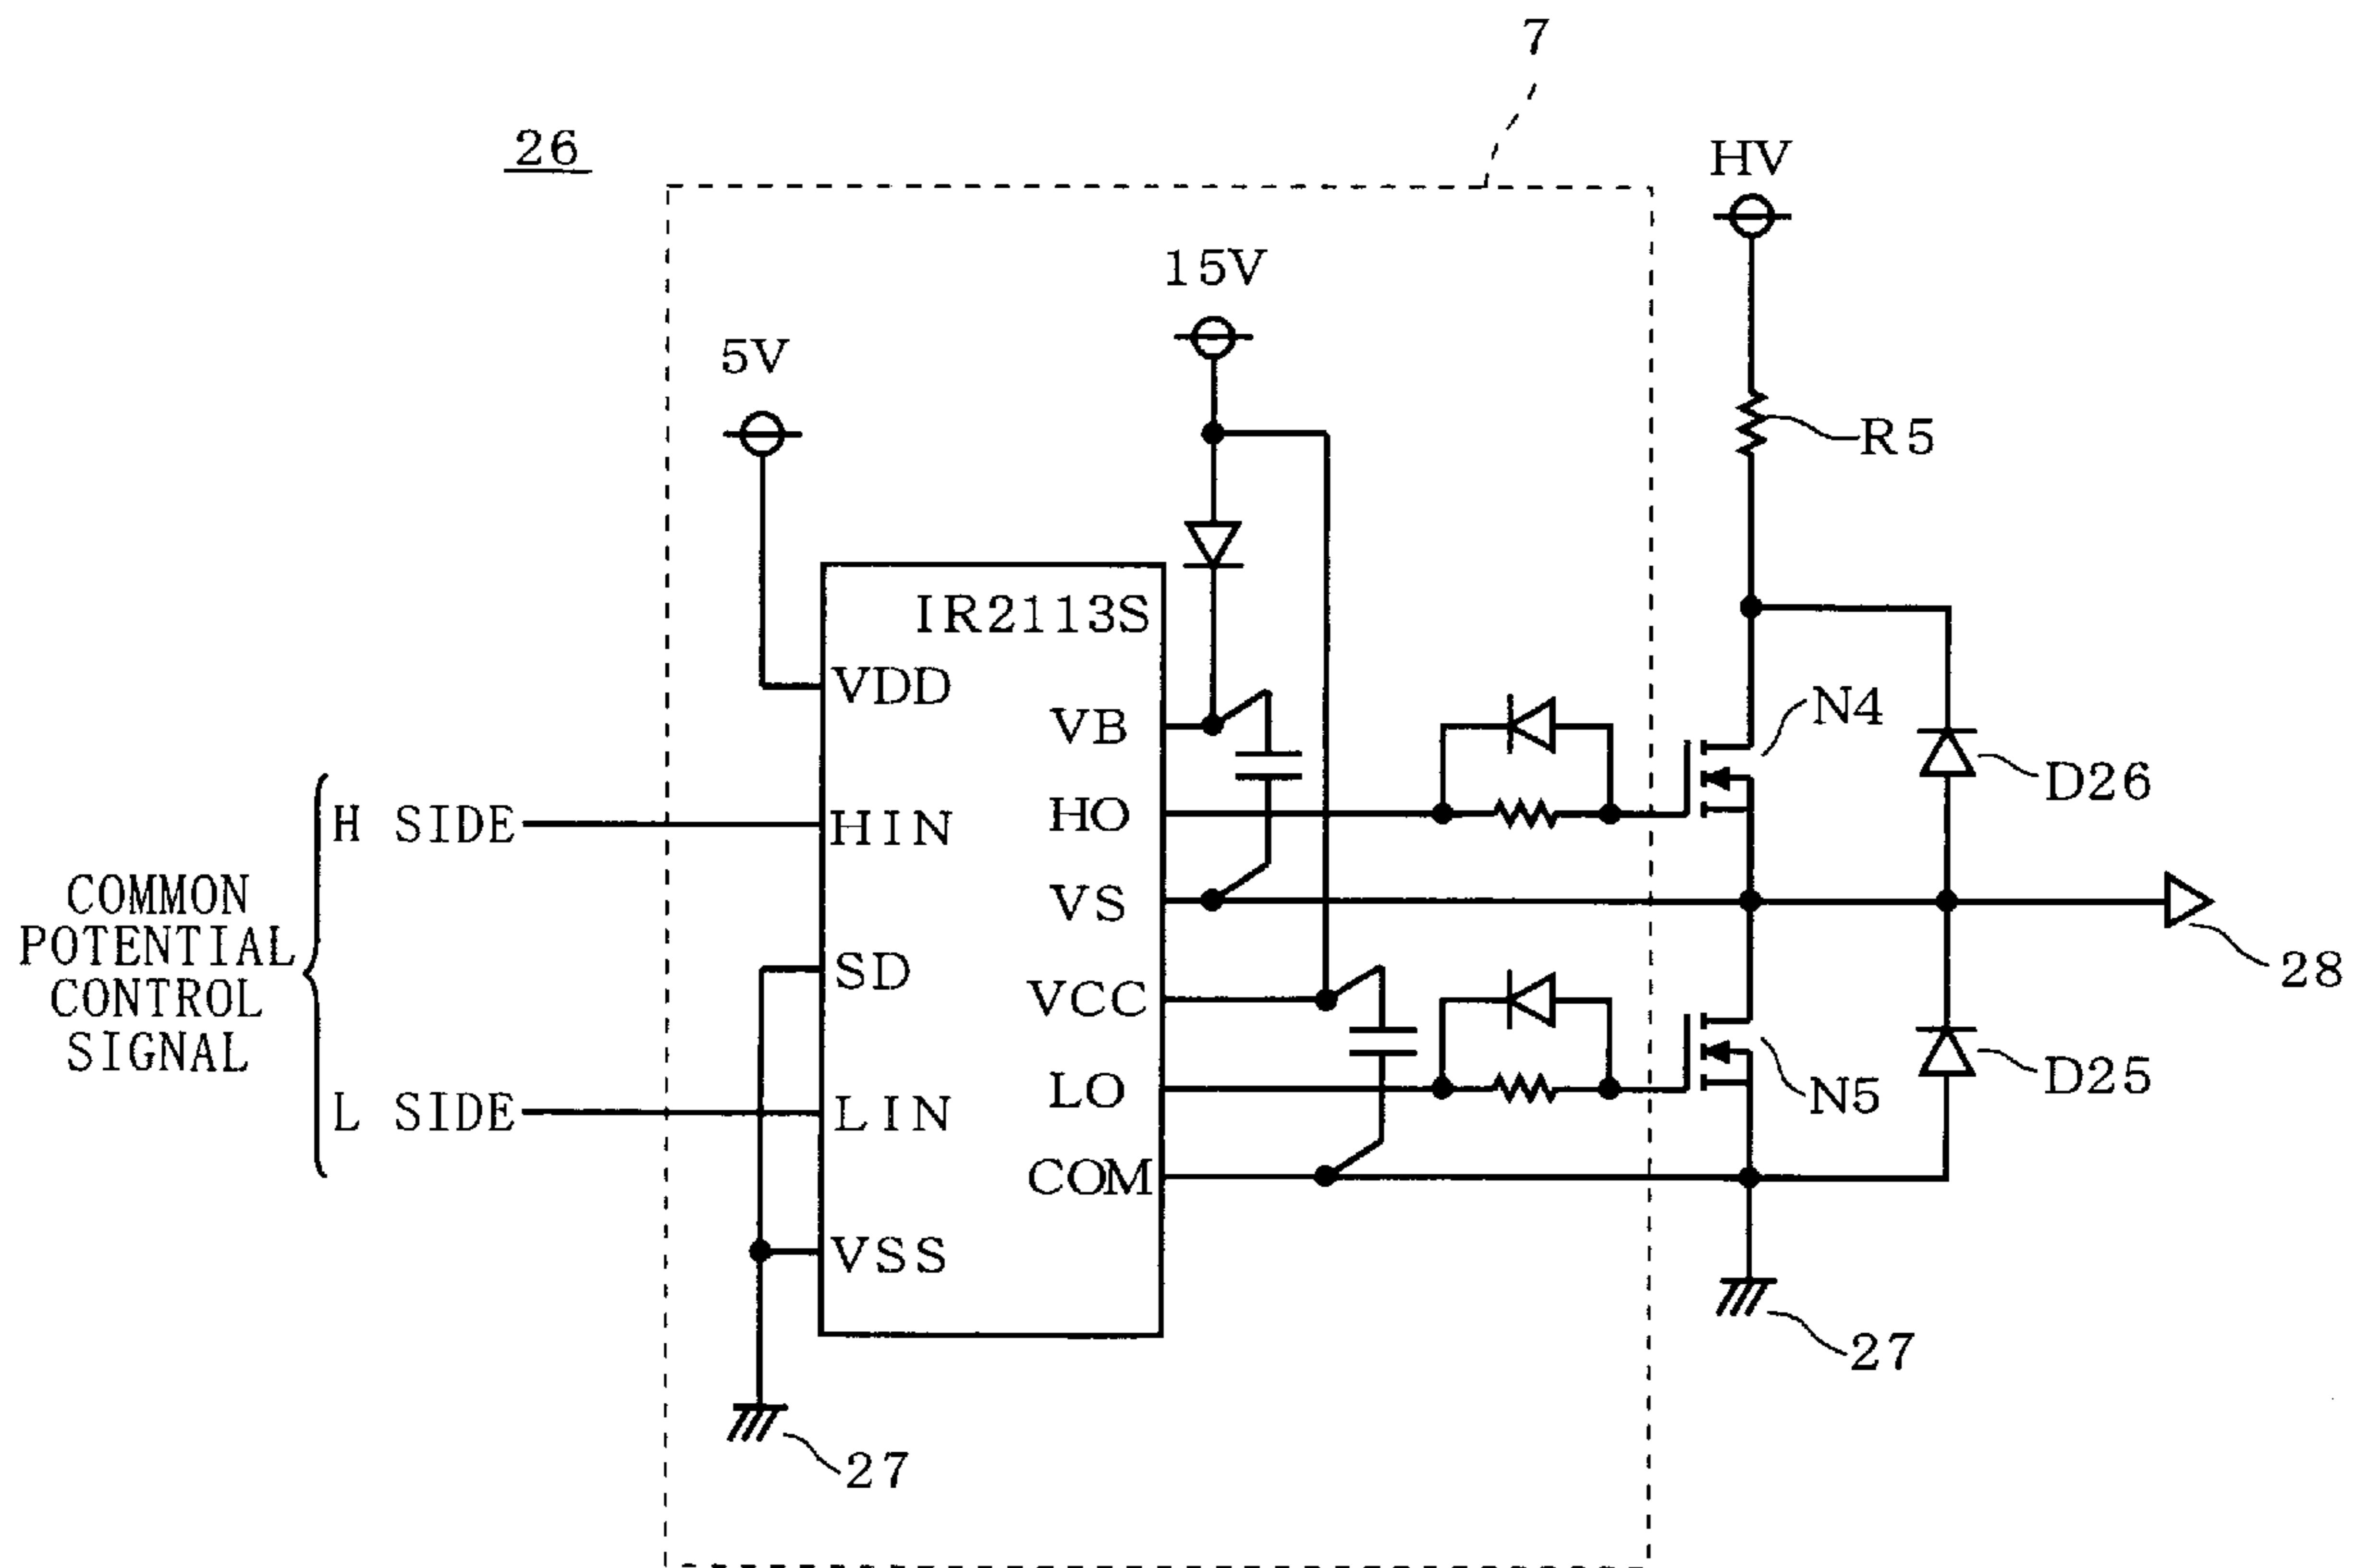 7
26
HV
15V
5V
R5
IR2113S
VDD
VB
N4
D26
H SIDE
HIN
HO
COMMON
POTENTIAL
CONTROL
SIGNAL
VS
28
SD
VCC
L SIDE
LIN
LO
N5
D25
COM
VSS
27
27